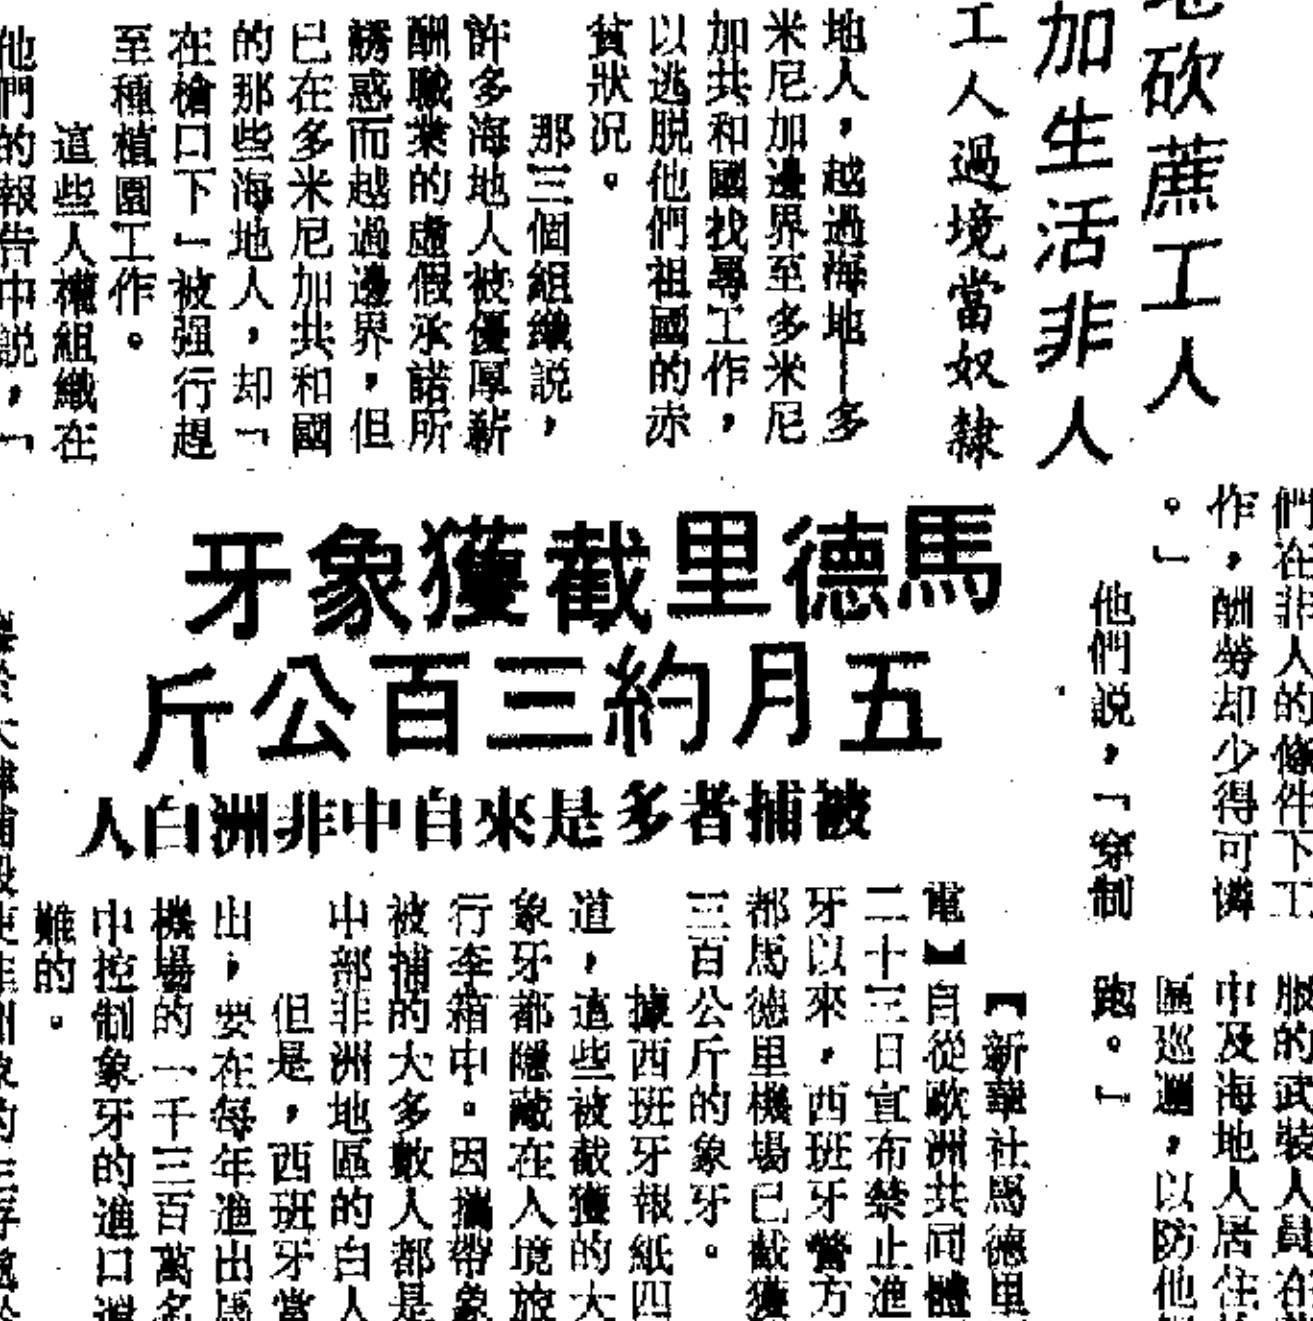 地砍蔗工人
加生活非人
工人過境當奴隸
地人，越過海地—多
米尼加邊界至多米尼
加共和國找尋工作，
以逃脫他們祖國的赤
貧狀況。
那三個組織説，
許多海地人被優厚薪
酬職業的虛假承諾所
誘惑而越過邊界，但
已在多米尼加共和國
的那些海地人，却「
在槍口下」被强行趕
至種植園工作。
這些人權組織在
他們的報告中説，「
們在非人的條件下工
作，酬勞却少得可憐
。」
他們説，「穿制
服的武裝人員在
中及海地人居住
區巡邏，以防他
跑。」
馬德里截獲象牙
五月約三百公斤
被捕者多是來自中非洲白人
【新華社馬德里
電】自從歐洲共同體
二十三日宣布禁止進
牙以來，西班牙警方
都馬德里機場已截獲
三百公斤的象牙。
據西班牙報紙四
道，這些被截獲的大
象牙都隱藏在入境旅
行李箱中。因攜帶象
被捕的大多數人都是
中部非洲地區的白人
但是，西班牙當
出，要在每年進出
機場的一千三百萬名
中控制象牙的進口
難的。